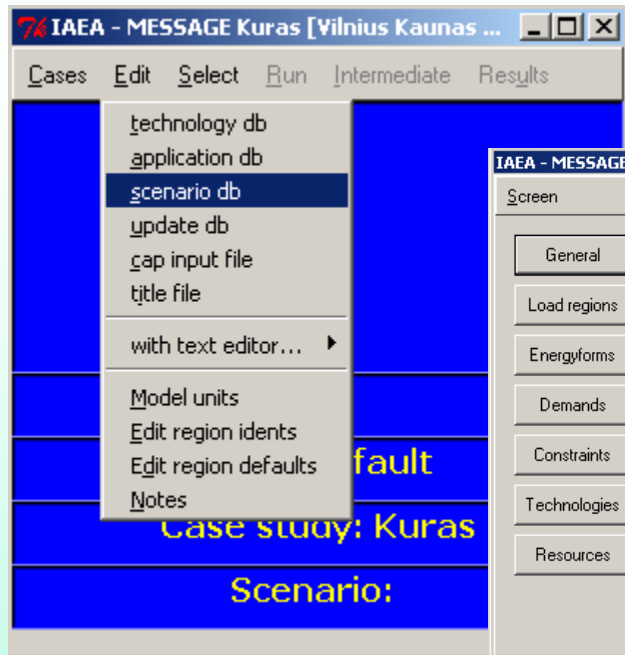 IAEA - MESSAGE Kuras [Vilnius Kaunas ...
Cases Edit Select Run Intermediate Results
technology db
application db
scenario db
update db
cap input file
title file
with text editor...
Model units
Edit region idents
Edit region defaults
Notes
fault
Case study: Kuras
Scenario:
IAEA - MESSAGE
Screen
General
Load regions
Energyforms
Demands
Constraints
Technologies
Resources